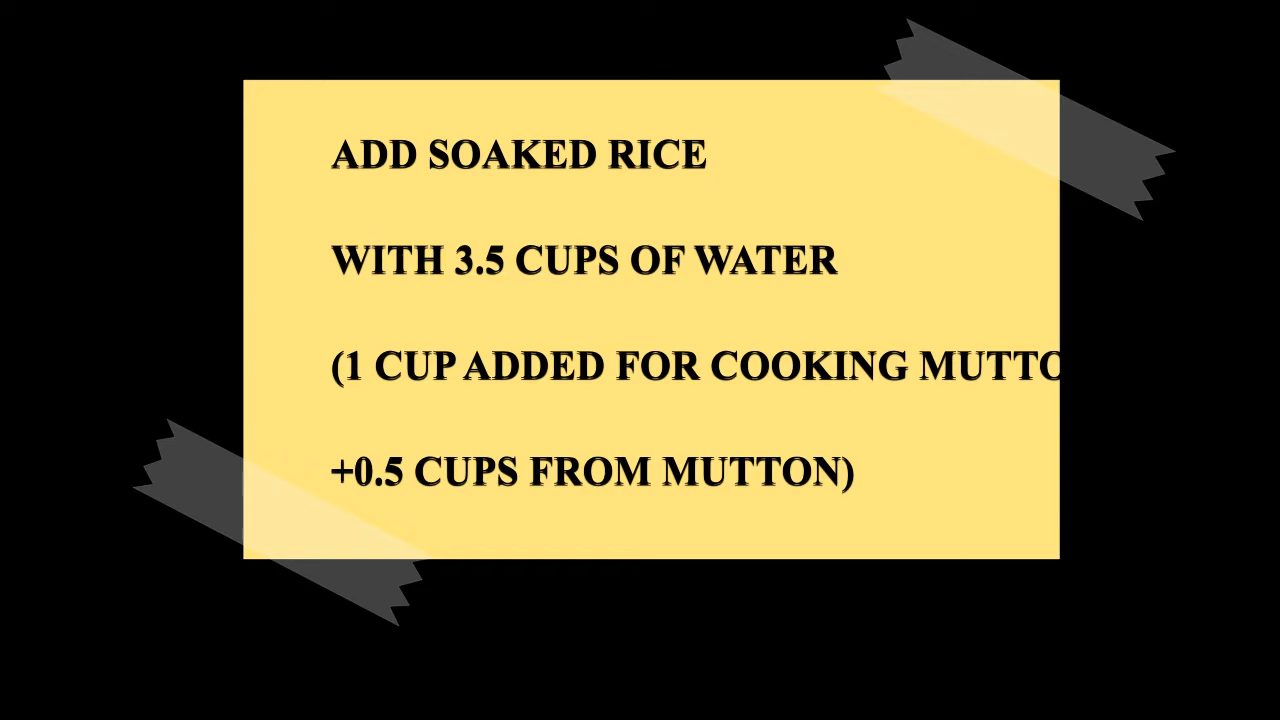 ADD SOAKED RICE
WITH 3.5 CUPS OF WATER
(1 CUP ADDED FOR COOKING MUTTO
+0.5 CUPS FROM MUTTON)